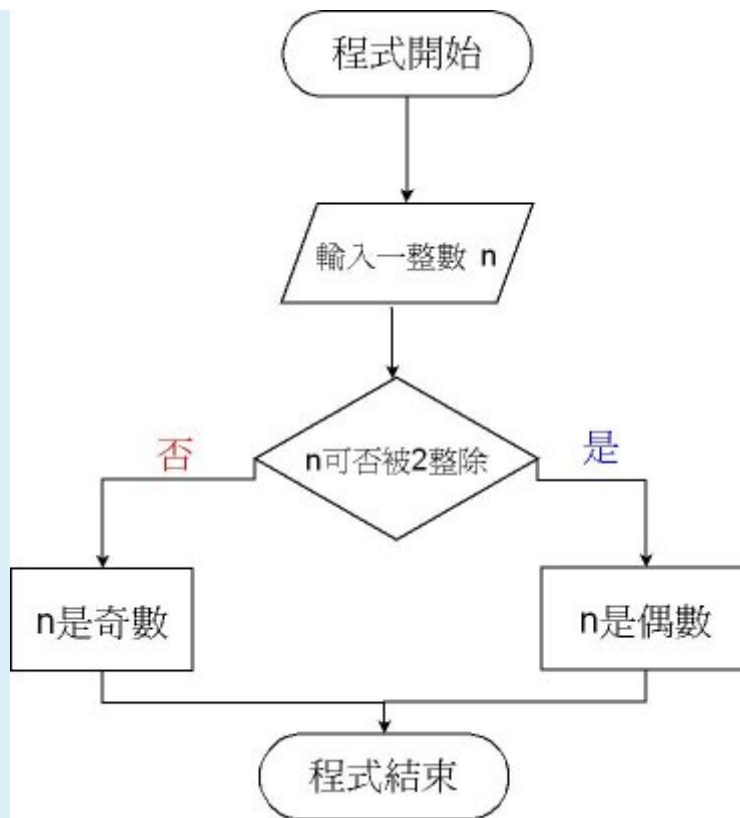 程式開始
輸入一整數 n
n可否被2整除
否
是
n是奇數
n是偶數
程式結束